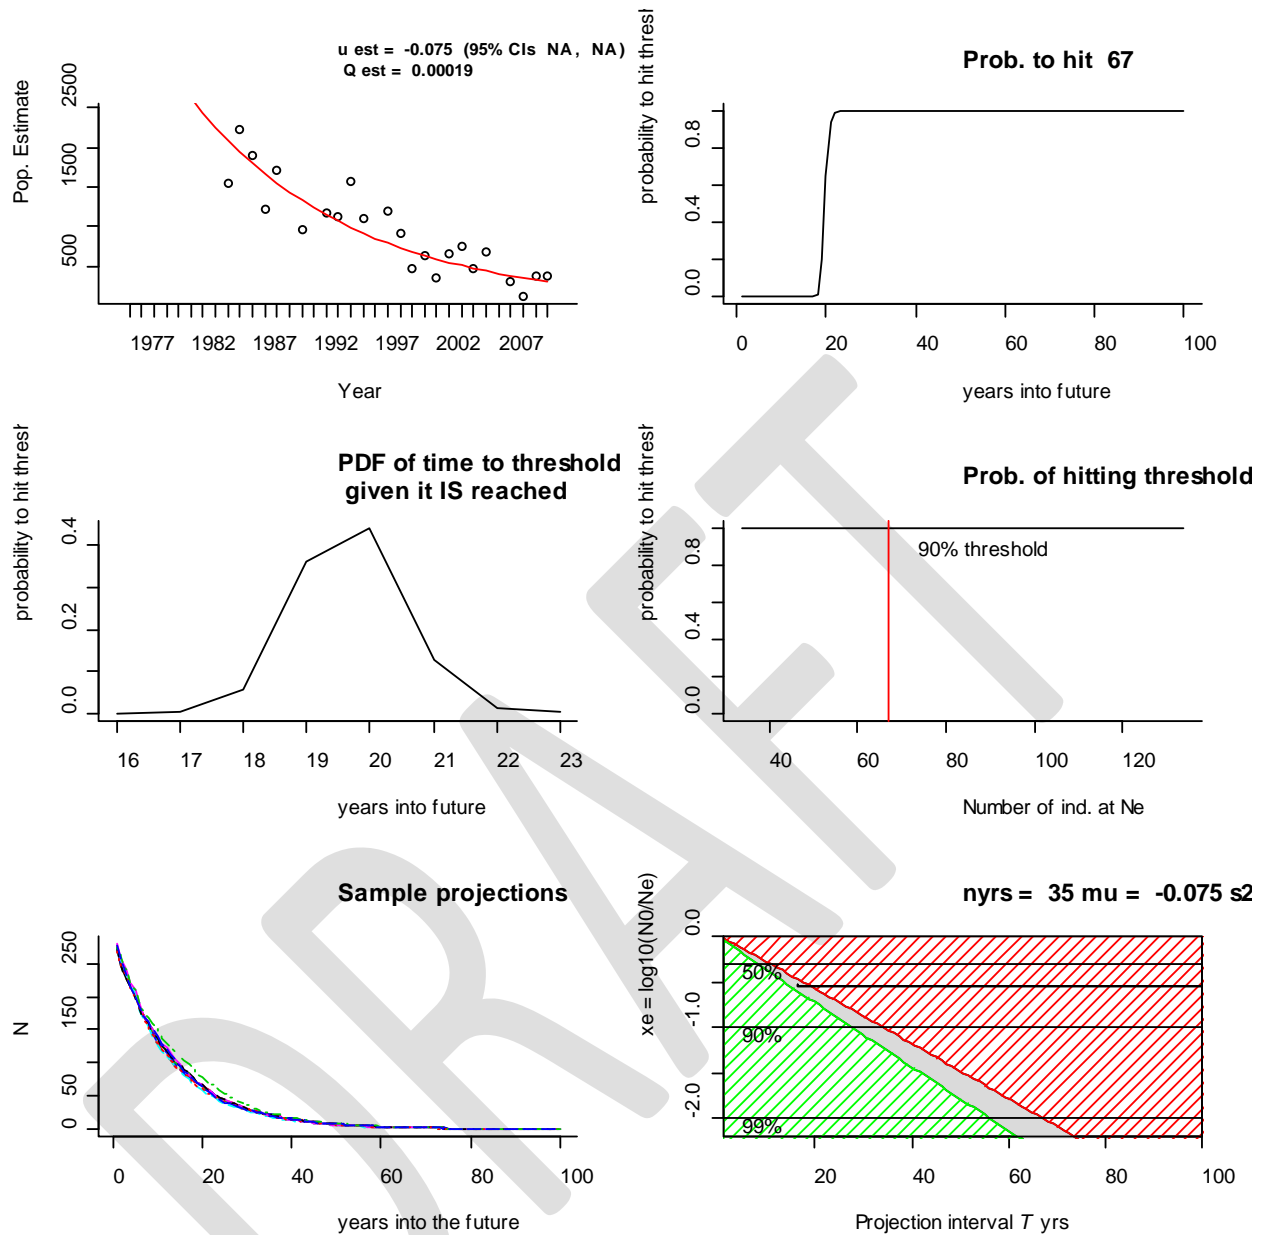 u est = -0.075 (95% CIs NA, NA)
Q est = 0.00019
Pop. Estimate
500 1500 2500
1977 1982 1987 1992 1997 2002 2007
Year
Prob. to hit 67
probability to hit thresh
0.0 0.4 0.8
0 20 40 60 80 100
years into future
PDF of time to threshold
given it IS reached
probability to hit thresh
0.0 0.2 0.4
16 17 18 19 20 21 22 23
years into future
Prob. of hitting threshold
probability to hit thresh
0.0 0.4 0.8
90% threshold
40 60 80 100 120
Number of ind. at Ne
Sample projections
N
0 50 150 250
0 20 40 60 80 100
years into the future
nyrs = 35 mu = -0.075 s2
xe = log10(N0/Ne)
-2.0 -1.0 0.0
50%
90%
99%
20 40 60 80 100
Projection interval T yrs
DRAFT